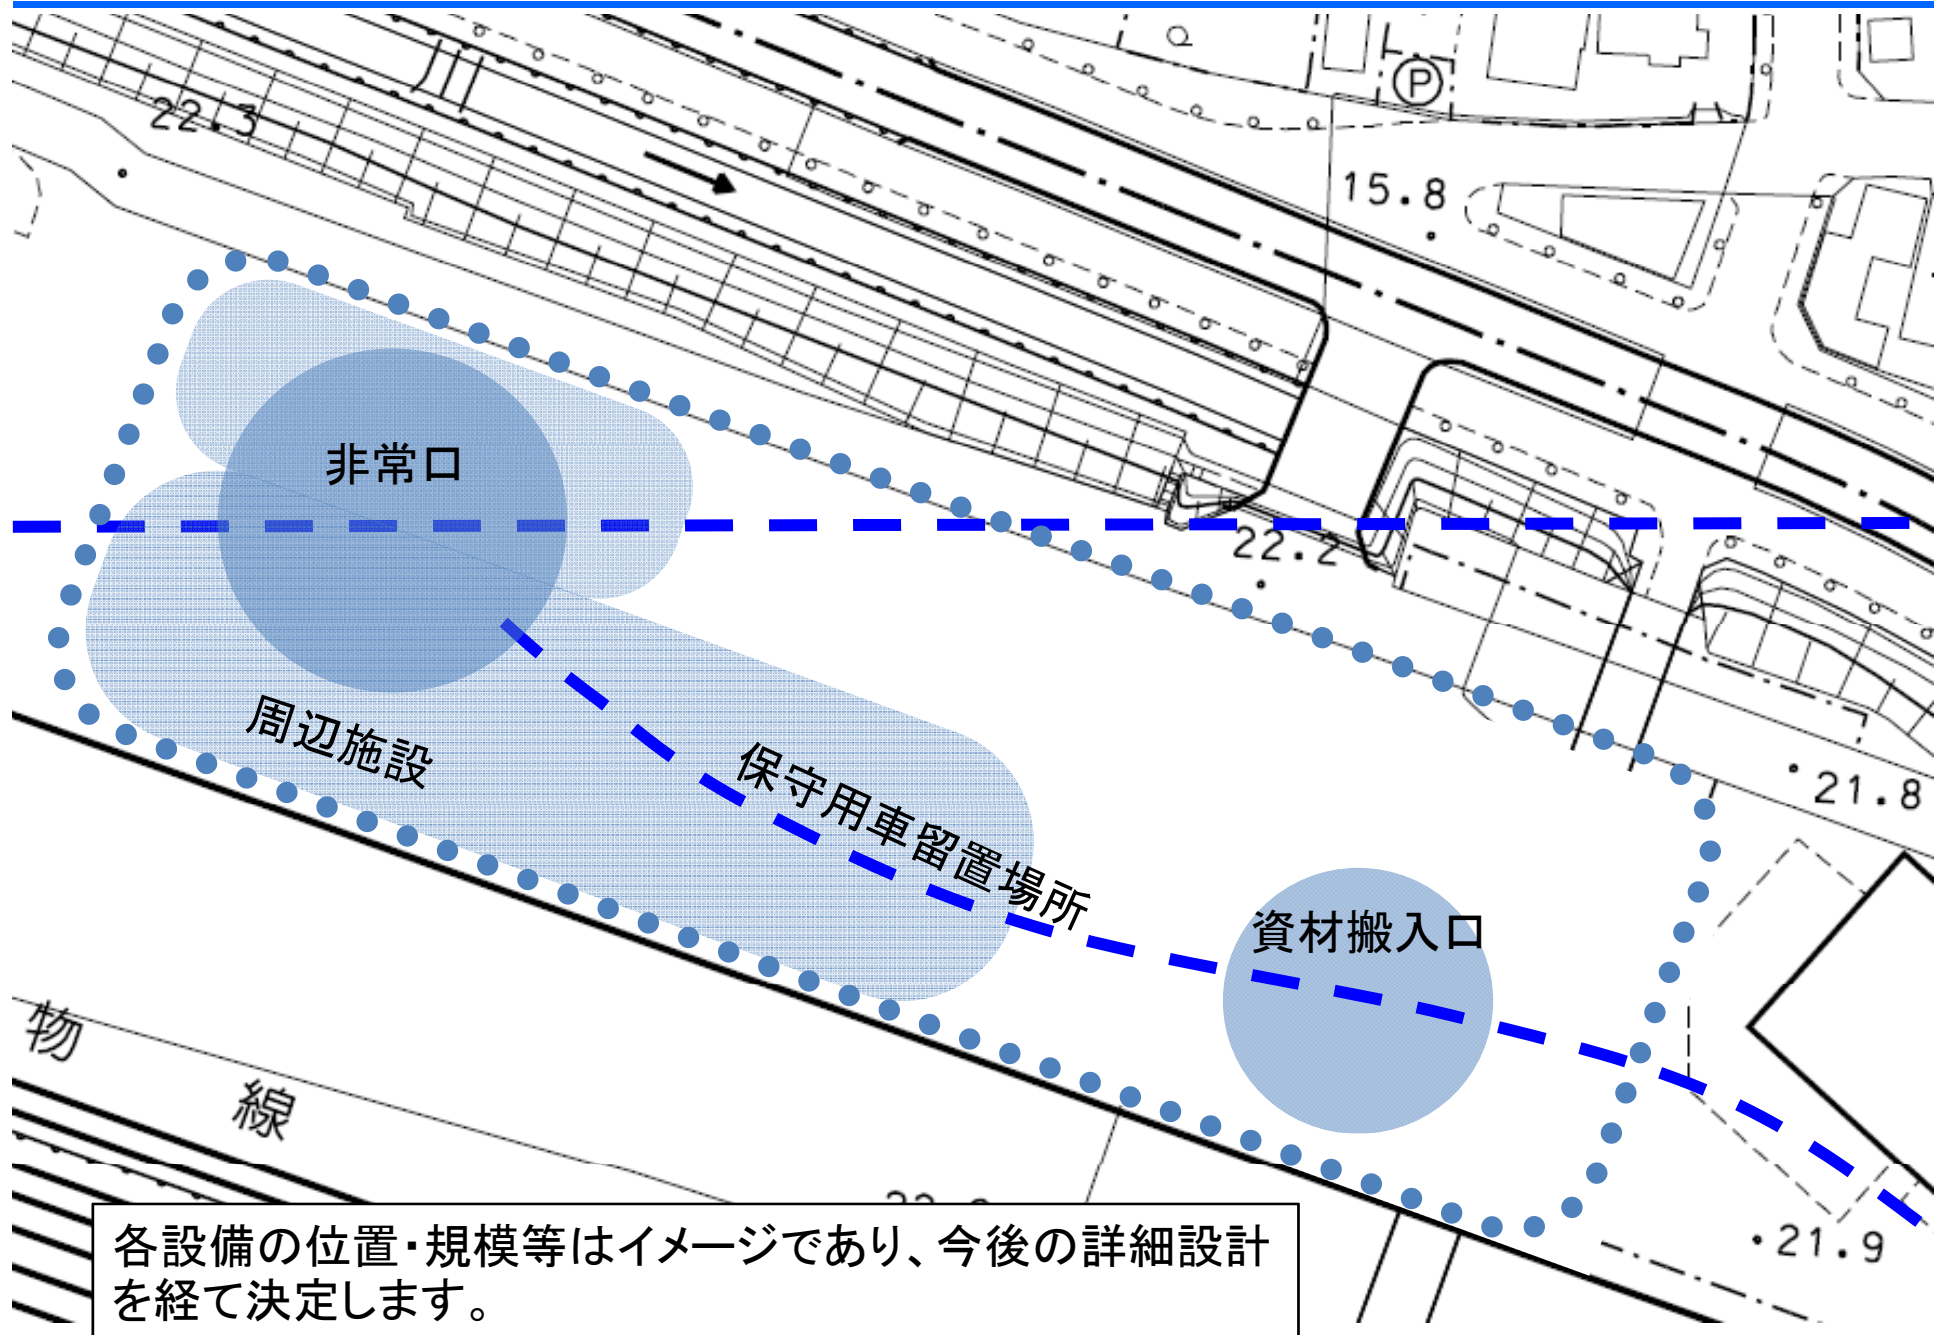 22.3
P
15.8
非常口
22.2
周辺施設
保守用車留置場所
21.8
資材搬入口
物
線
21.9
各設備の位置・規模等はイメージであり、今後の詳細設計
を経て決定します。